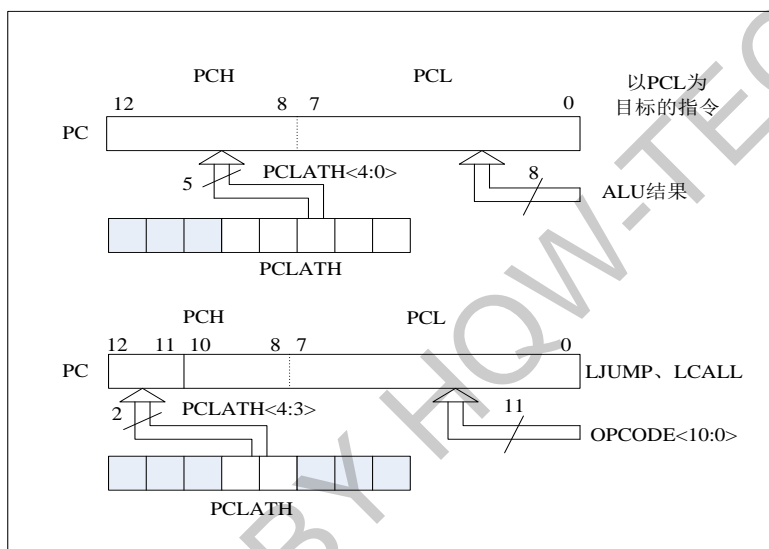 PCH PCL
以PCL为
目标的指令
12 8 7 0
PC
5 PCLATH<4:0>
8
ALU结果
PCLATH
PCH PCL
12 11 10 8 7 0
PC
LJUMP、LCALL
2 PCLATH<4:3>
11
OPCODE<10:0>
PCLATH
BY HQW-TEC